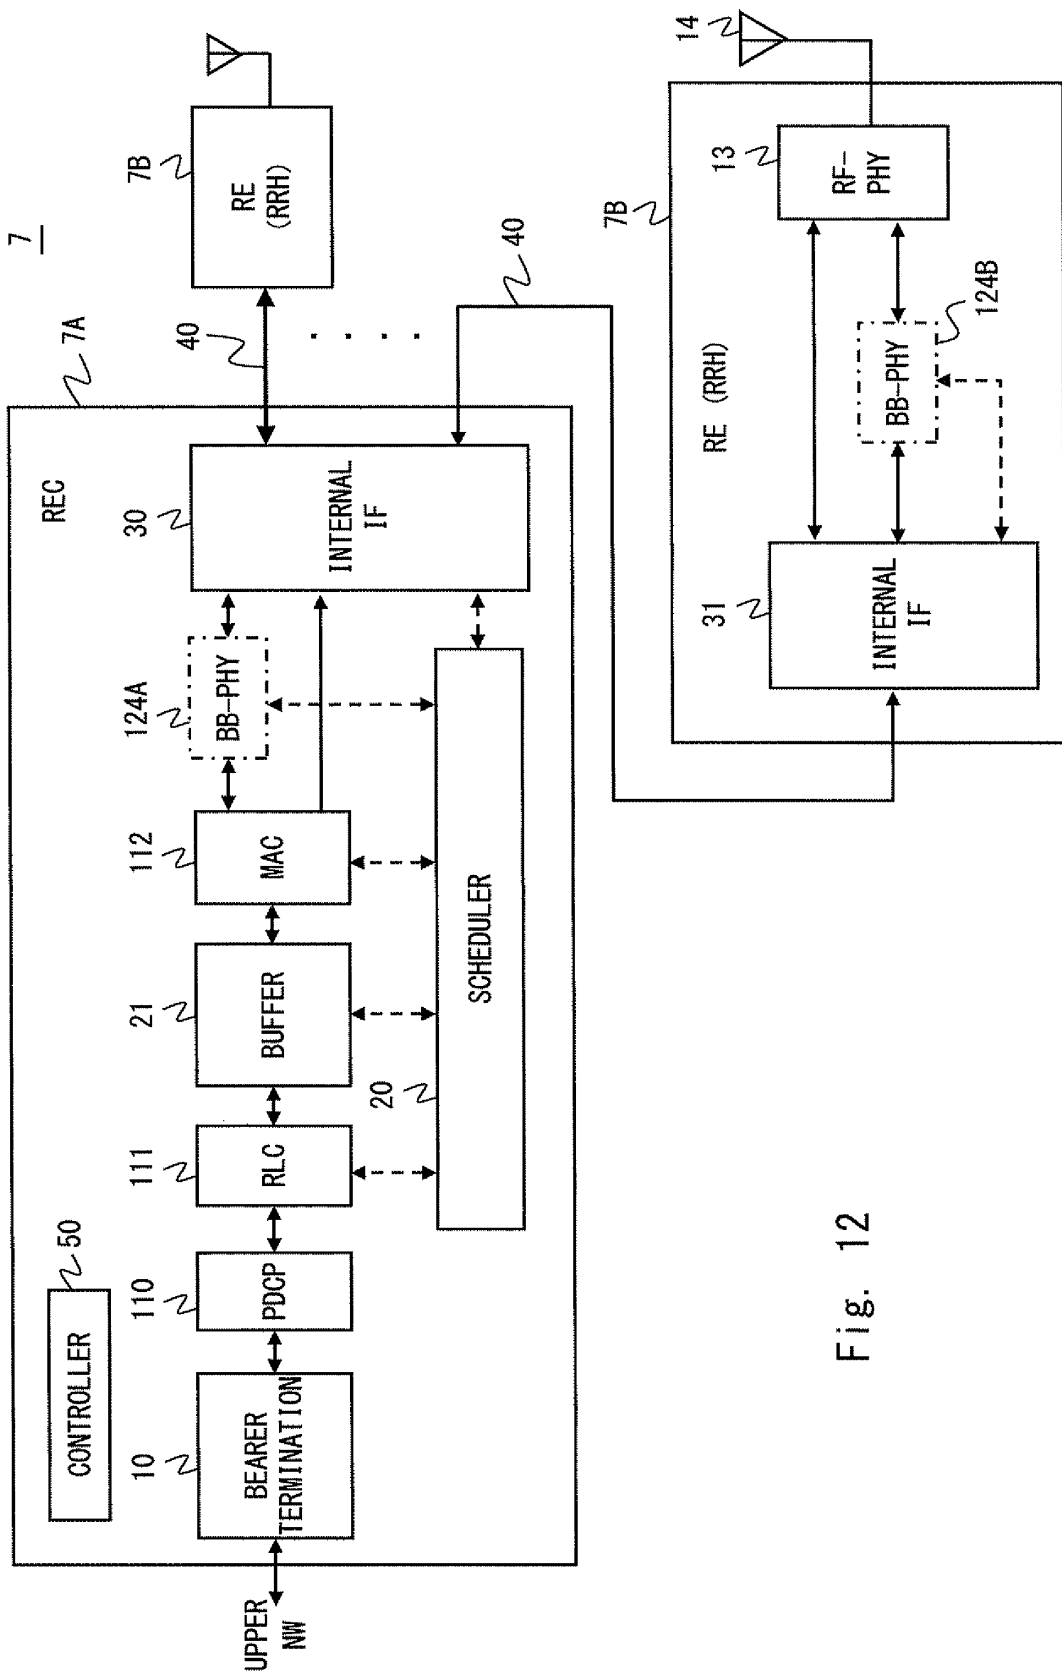 7
7A
REC
CONTROLLER
50
UPPER
NW
10
BEARER
TERMINATION
110
PDCP
111
RLC
21
BUFFER
112
MAC
124A
BB-PHY
30
INTERNAL
IF
20
SCHEDULER
40
7B
RE
(RRH)
40
7B
RE (RRH)
31
INTERNAL
IF
BB-PHY
124B
13
RF-
PHY
14
Fig. 12